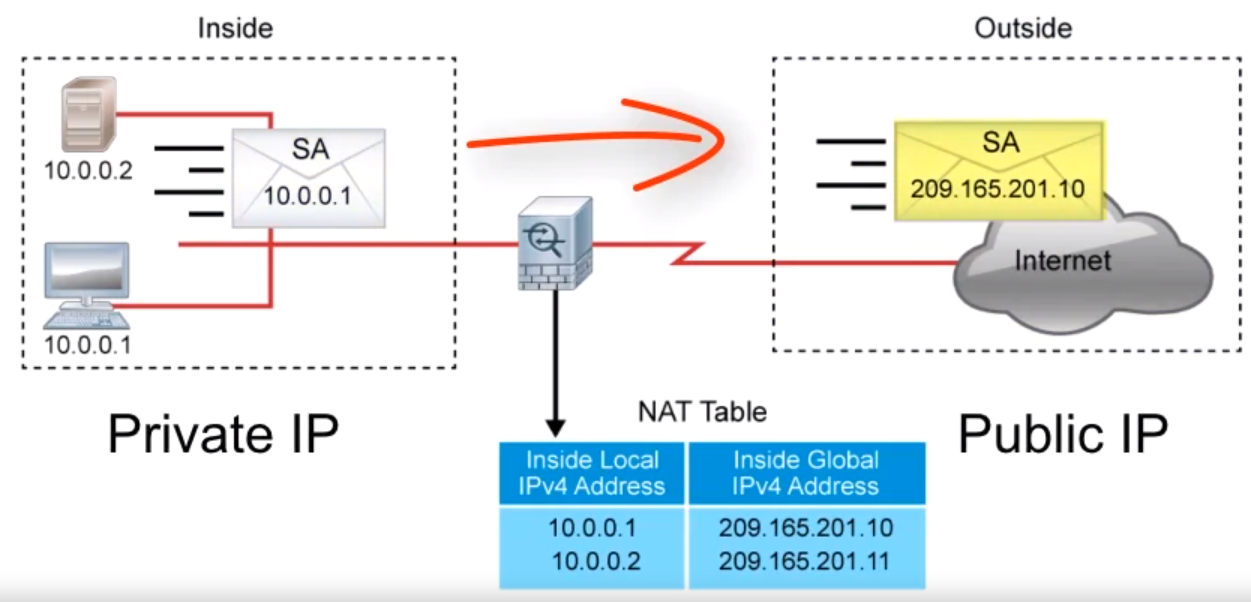 Inside
Outside
10.0.0.2
SA
10.0.0.1
10.0.0.1
SA
209.165.201.10
Internet
Private IP
Public IP
NAT Table
Inside Local
IPv4 Address
Inside Global
IPv4 Address
10.0.0.1 209.165.201.10
10.0.0.2 209.165.201.11